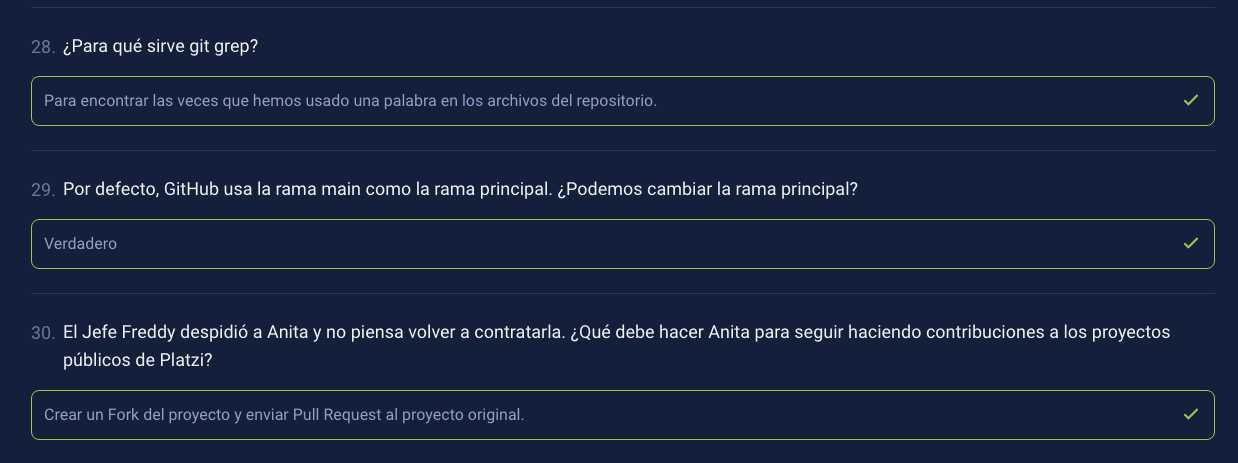 28. ¿Para qué sirve git grep?
Para encontrar las veces que hemos usado una palabra en los archivos del repositorio.
29. Por defecto, GitHub usa la rama main como la rama principal. ¿Podemos cambiar la rama principal?
Verdadero
30. El Jefe Freddy despidió a Anita y no piensa volver a contratarla. ¿Qué debe hacer Anita para seguir haciendo contribuciones a los proyectos
públicos de Platzi?
Crear un Fork del proyecto y enviar Pull Request al proyecto original.